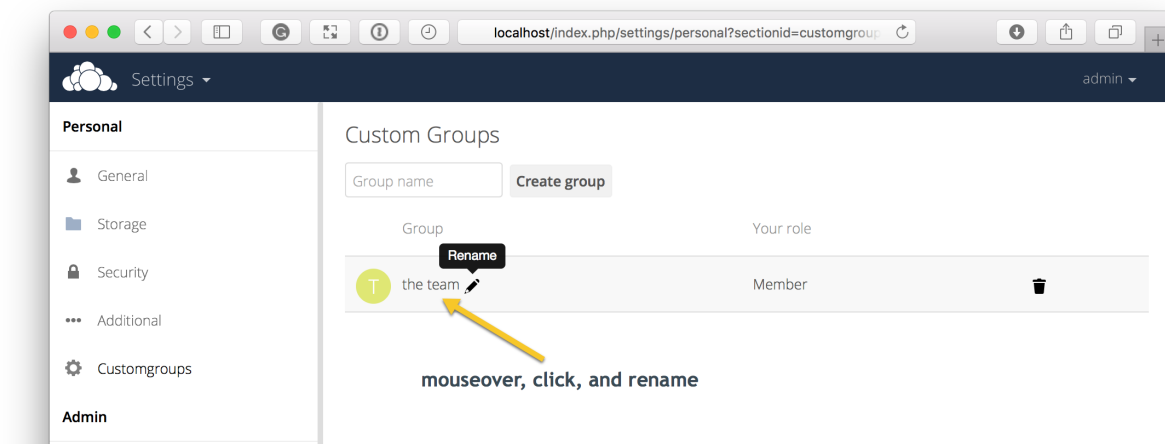 localhost/index.php/settings/personal?sectionid=customgroup
Settings
admin
Personal
General
Storage
Security
Additional
Customgroups
Admin
Custom Groups
Group name
Create group
Group
Your role
Rename
T
the team
Member
mouseover, click, and rename